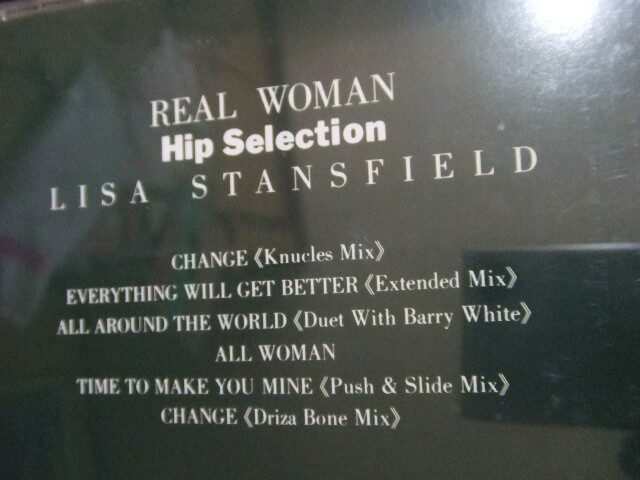 REAL WOMAN
Hip Selection
LISA STANSFIELD
CHANGE《Knucles Mix》
EVERYTHING WILL GET BETTER《Extended Mix》
ALL AROUND THE WORLD《Duet With Barry White》
ALL WOMAN
TIME TO MAKE YOU MINE《Push & Slide Mix》
CHANGE《Driza Bone Mix》